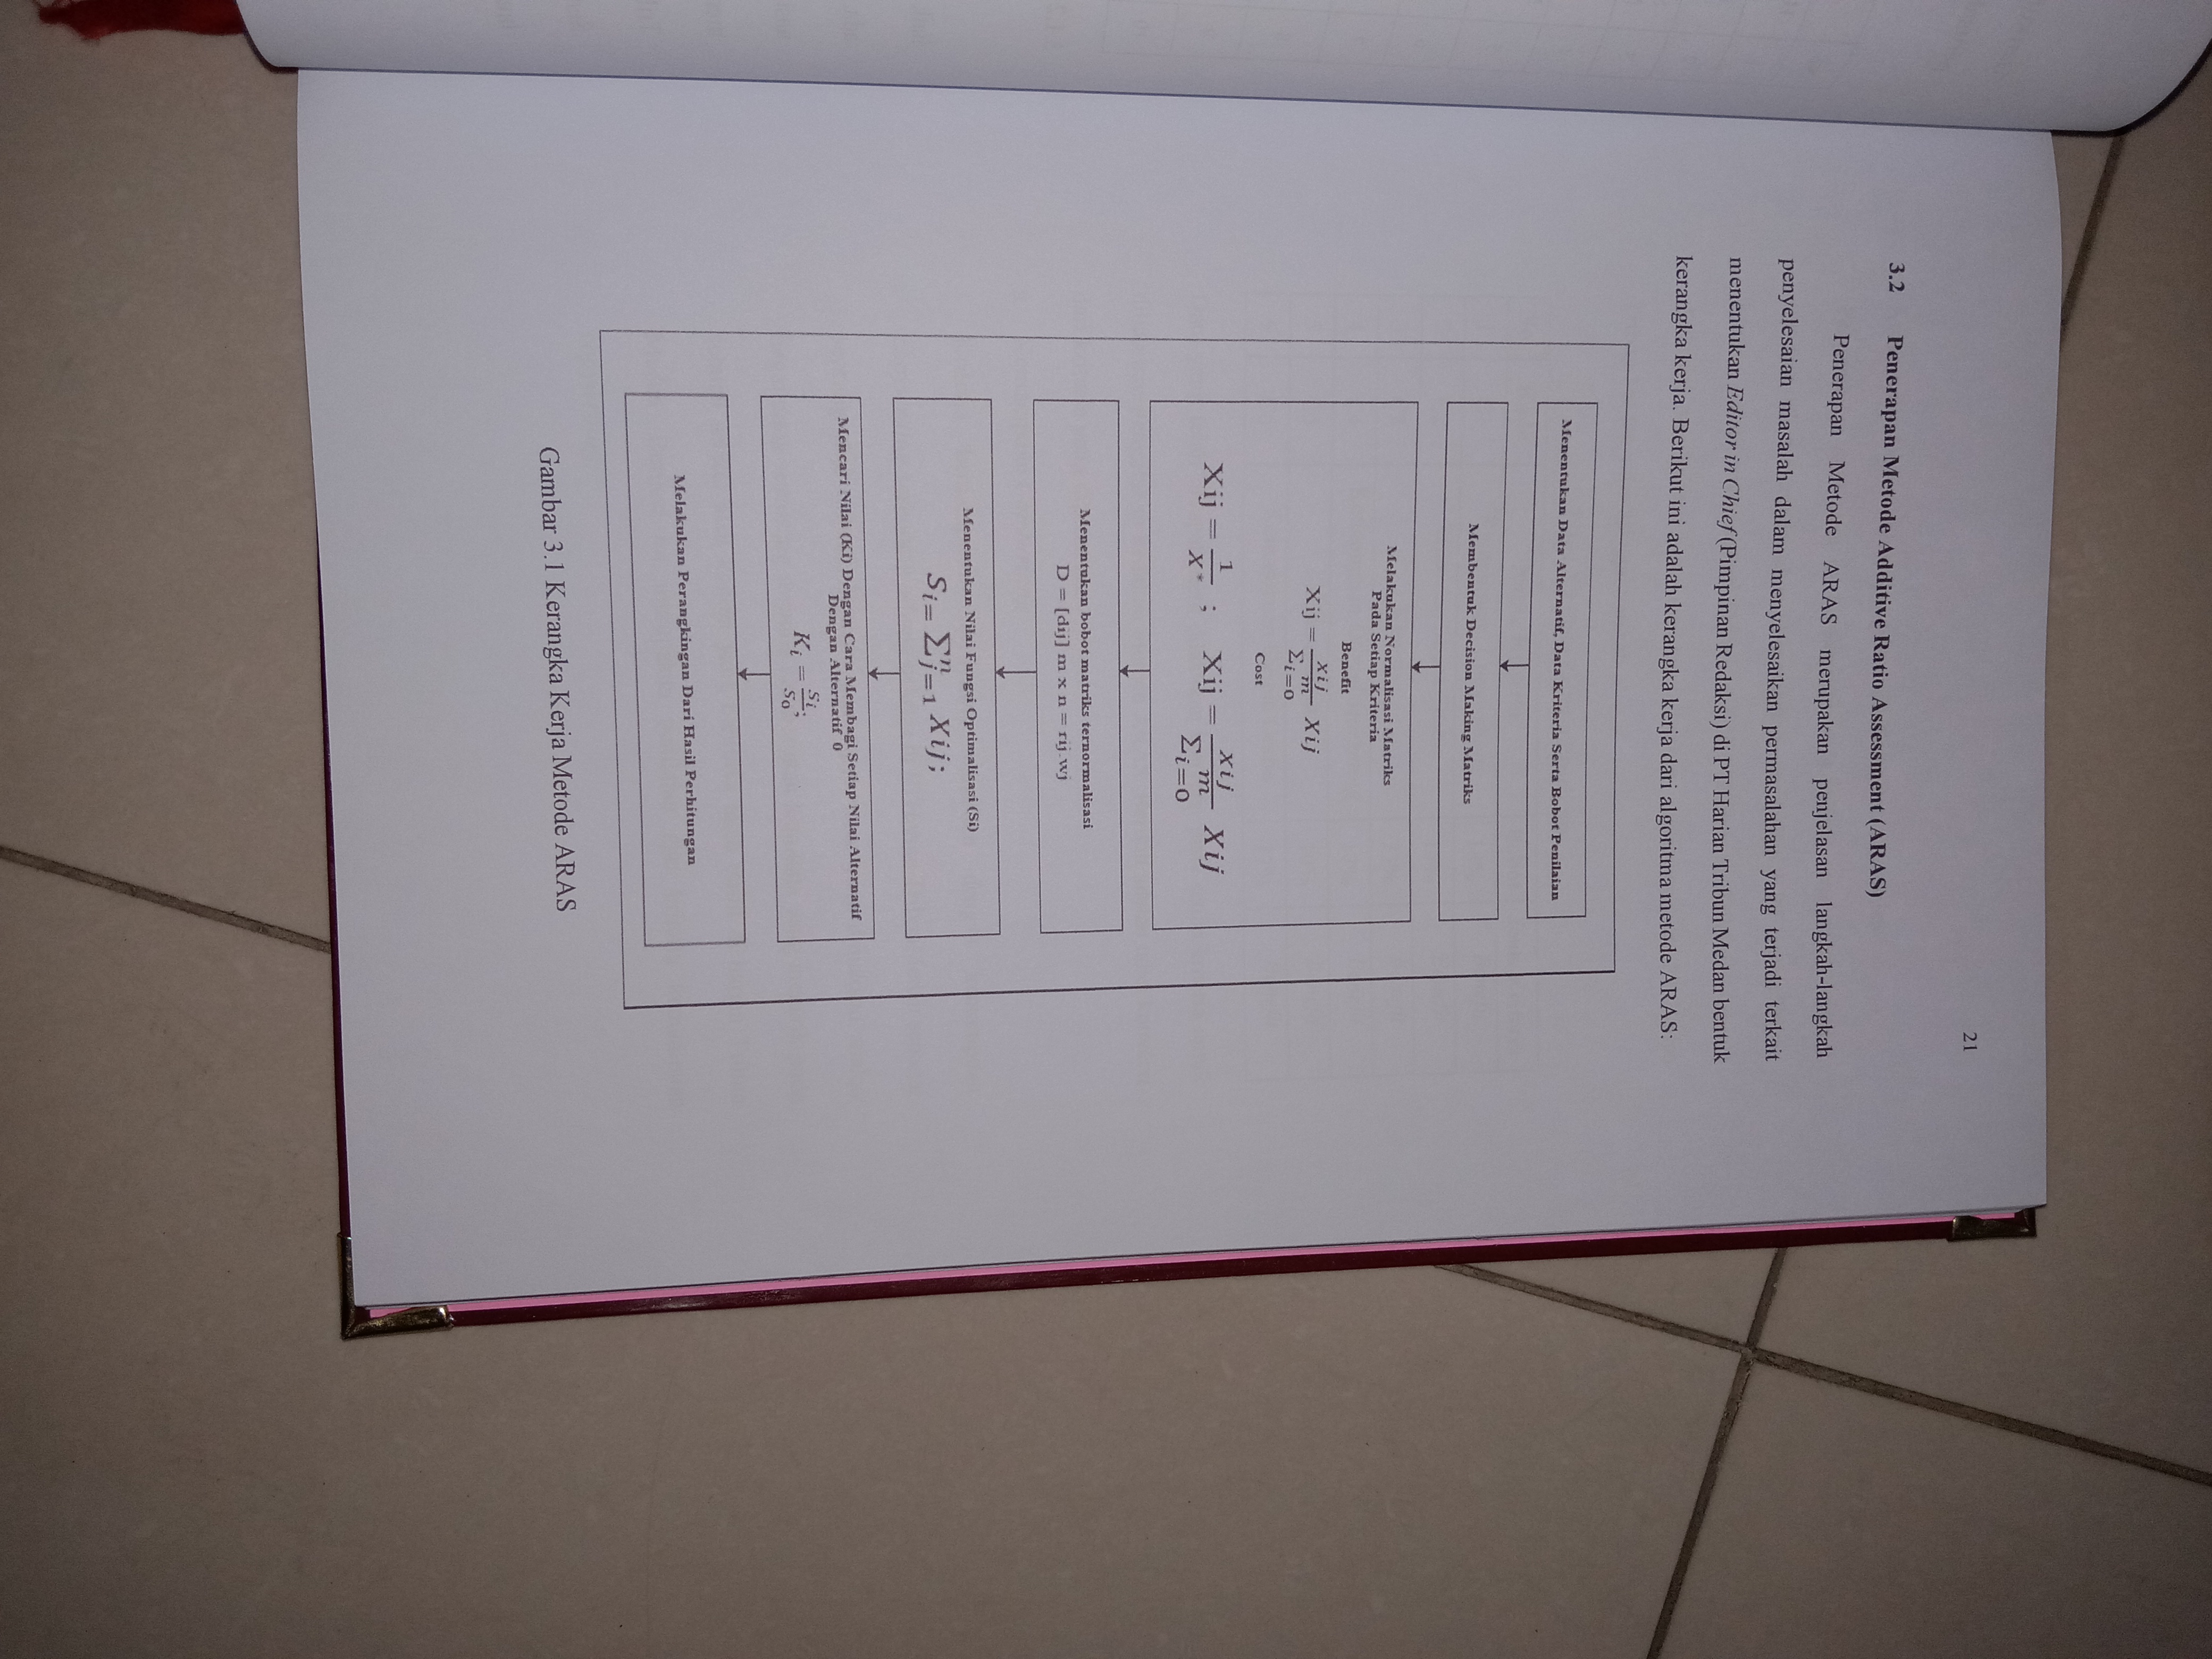 21
3.2 Penerapan Metode Additive Ratio Assessment (ARAS)
Penerapan Metode ARAS merupakan penjelasan langkah-langkah
penyelesaian masalah dalam menyelesaikan permasalahan yang terjadi terkait
menentukan Editor in Chief (Pimpinan Redaksi) di PT Harian Tribun Medan bentuk
kerangka kerja. Berikut ini adalah kerangka kerja dari algoritma metode ARAS:
Menentukan Data Alternatif, Data Kriteria Serta Bobot Penilaian
Membentuk Decision Making Matriks
Melakukan Normalisasi Matriks
Pada Setiap Kriteria
Benefit
Xij = \frac{Xij}{\sum_{i=0}^{m}} Xij
Cost
Xij = \frac{1}{X^*} ; Xij = \frac{Xij}{\sum_{i=0}^{m}} Xij
Menentukan bobot matriks ternormalisasi
D = [dij] m x n = rij.wj
Menentukan Nilai Fungsi Optimalisasi (Si)
S_{i=} \sum_{j=1}^{n} Xij;
Mencari Nilai (Ki) Dengan Cara Membagi Setiap Nilai Alternatif
Dengan Alternatif 0
K_i = \frac{S_i}{S_0};
Melakukan Perangkingan Dari Hasil Perhitungan
Gambar 3.1 Kerangka Kerja Metode ARAS